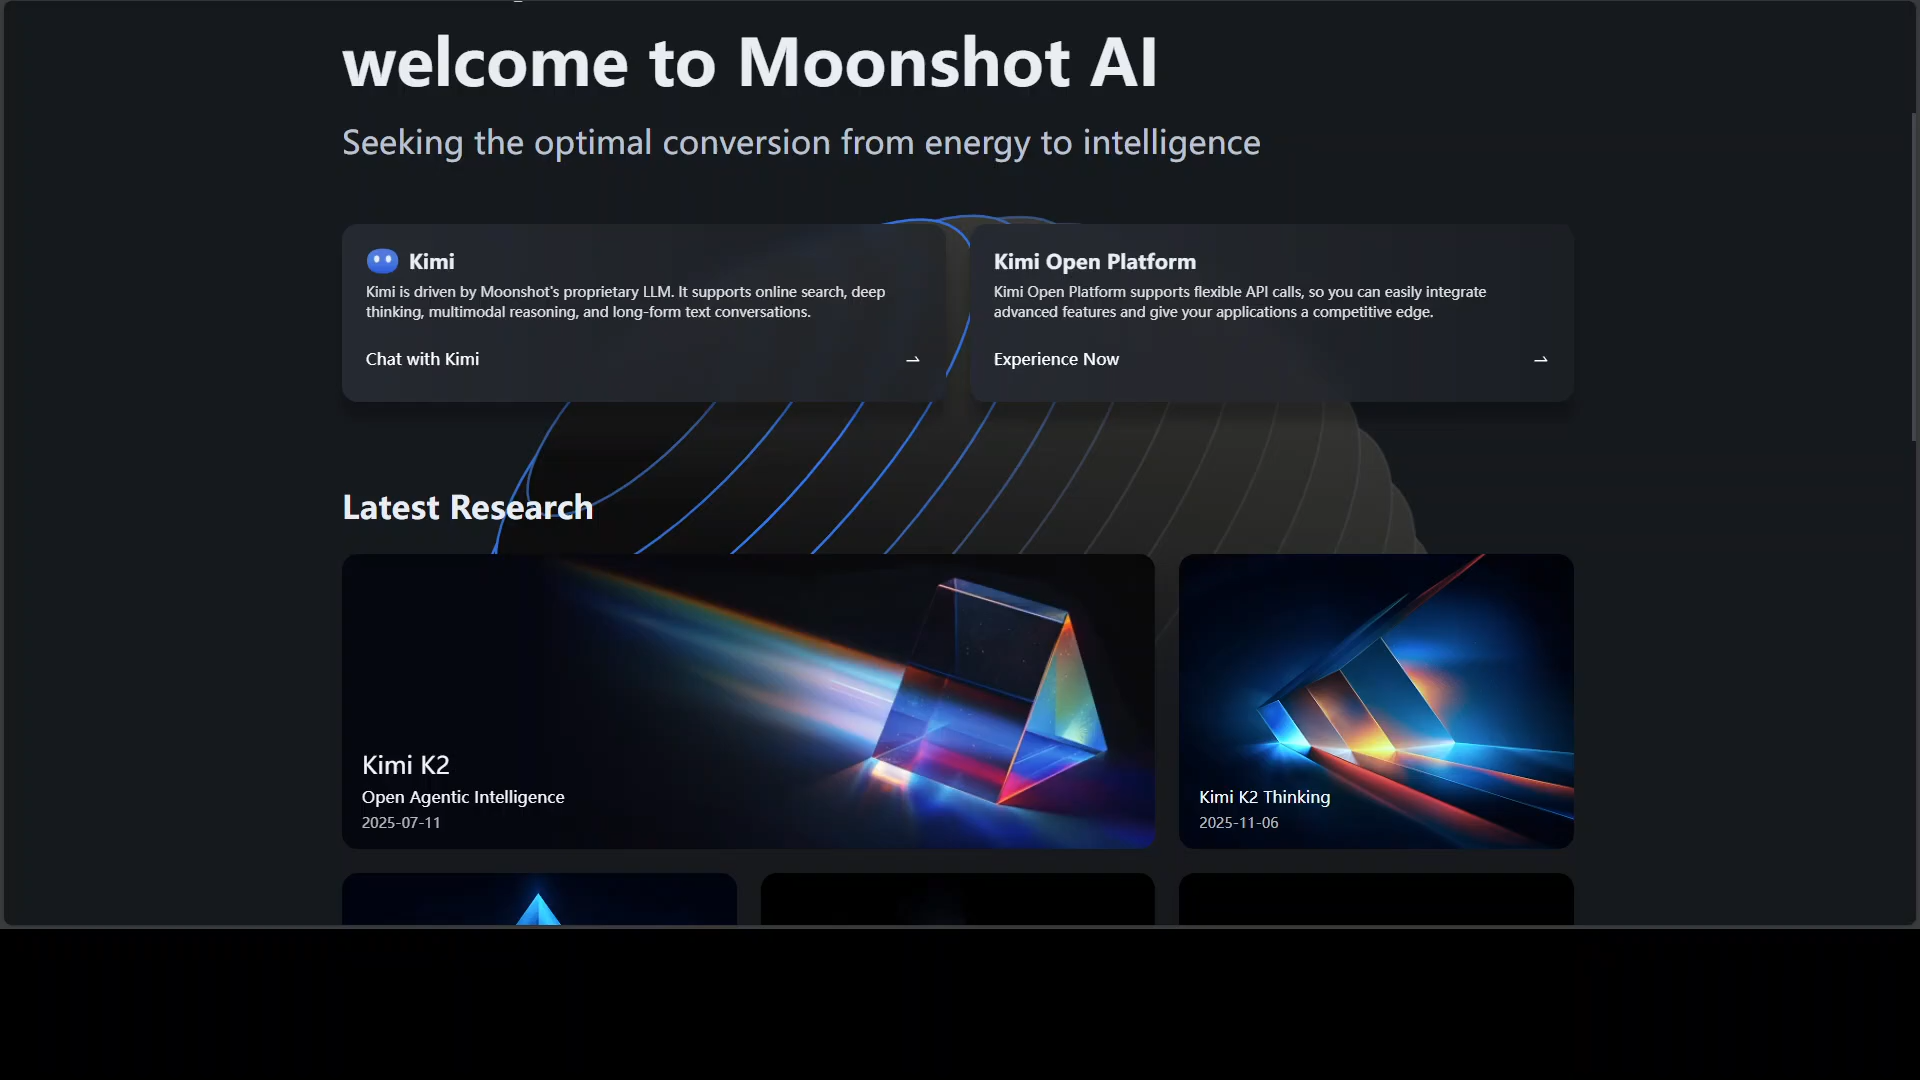 welcome to Moonshot AI
Seeking the optimal conversion from energy to intelligence
Kimi
Kimi is driven by Moonshot's proprietary LLM. It supports online search, deep
thinking, multimodal reasoning, and long-form text conversations.
Chat with Kimi
Kimi Open Platform
Kimi Open Platform supports flexible API calls, so you can easily integrate
advanced features and give your applications a competitive edge.
Experience Now
Latest Research
Kimi K2
Open Agentic Intelligence
2025-07-11
Kimi K2 Thinking
2025-11-06